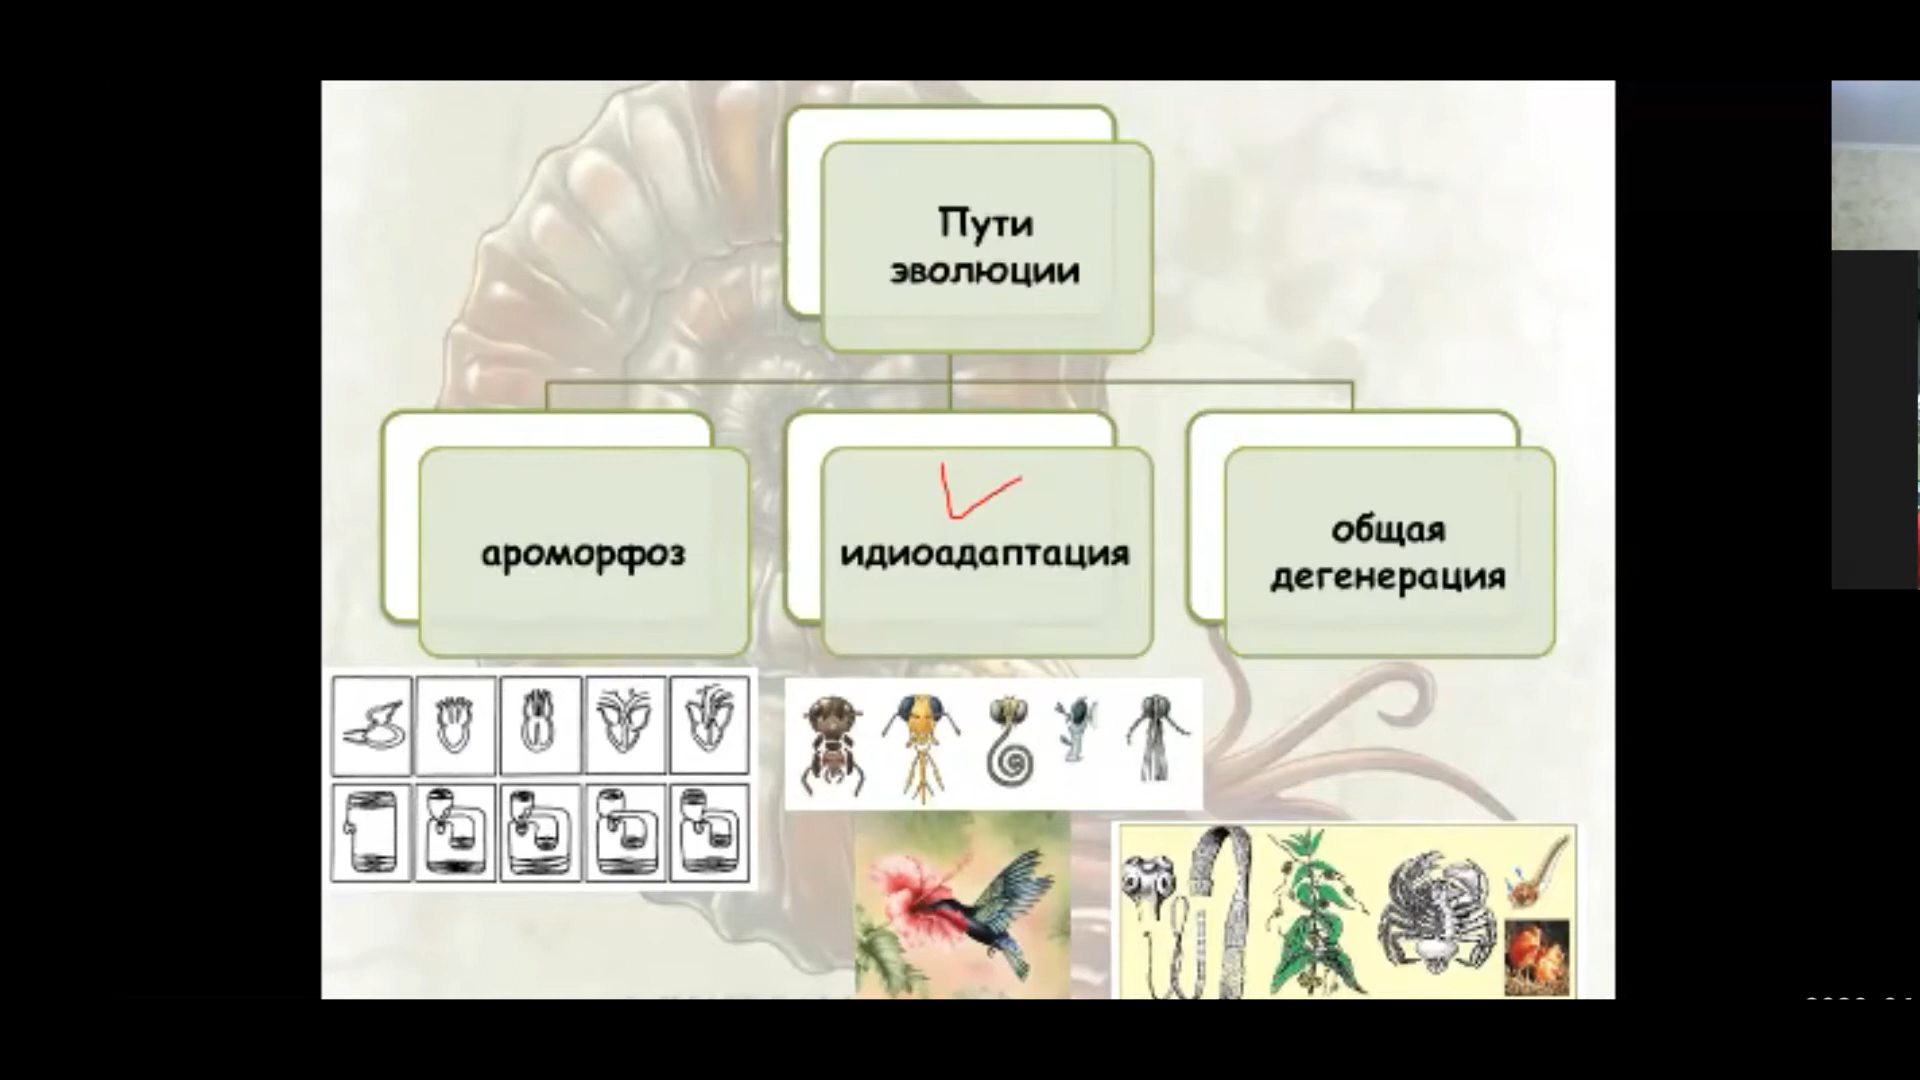 Пути
эволюции
ароморфоз
идиоадаптация
общая
дегенерация